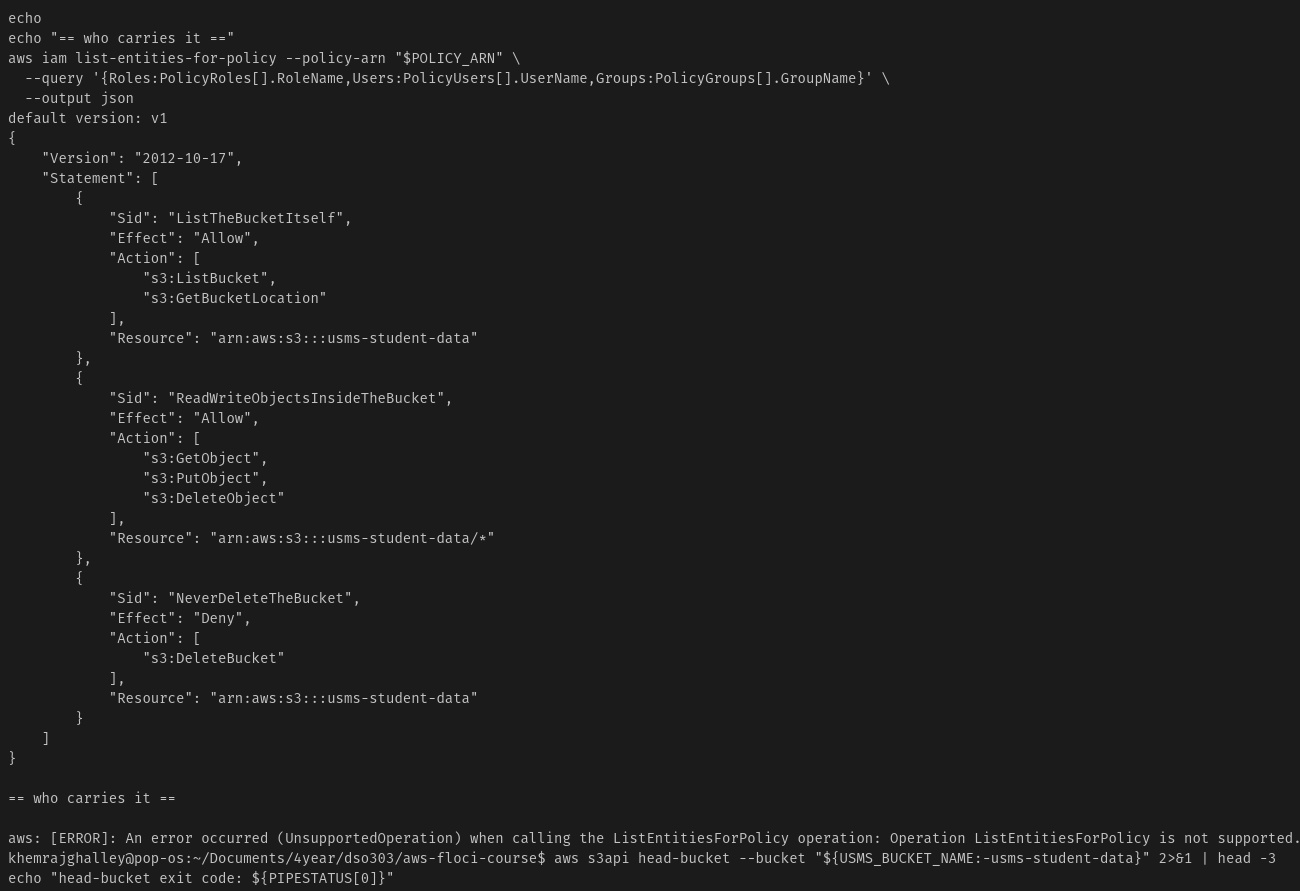 echo
echo "== who carries it =="
aws iam list-entities-for-policy --policy-arn "$POLICY_ARN" \
  --query '{Roles:PolicyRoles[].RoleName,Users:PolicyUsers[].UserName,Groups:PolicyGroups[].GroupName}' \
  --output json
default version: v1
{
    "Version": "2012-10-17",
    "Statement": [
        {
            "Sid": "ListTheBucketItself",
            "Effect": "Allow",
            "Action": [
                "s3:ListBucket",
                "s3:GetBucketLocation"
            ],
            "Resource": "arn:aws:s3:::usms-student-data"
        },
        {
            "Sid": "ReadWriteObjectsInsideTheBucket",
            "Effect": "Allow",
            "Action": [
                "s3:GetObject",
                "s3:PutObject",
                "s3:DeleteObject"
            ],
            "Resource": "arn:aws:s3:::usms-student-data/*"
        },
        {
            "Sid": "NeverDeleteTheBucket",
            "Effect": "Deny",
            "Action": [
                "s3:DeleteBucket"
            ],
            "Resource": "arn:aws:s3:::usms-student-data"
        }
    ]
}

== who carries it ==

aws: [ERROR]: An error occurred (UnsupportedOperation) when calling the ListEntitiesForPolicy operation: Operation ListEntitiesForPolicy is not supported.
khemrajghalley@pop-os:~/Documents/4year/dso303/aws-floci-course$ aws s3api head-bucket --bucket "${USMS_BUCKET_NAME:-usms-student-data}" 2>&1 | head -3
echo "head-bucket exit code: ${PIPESTATUS[0]}"